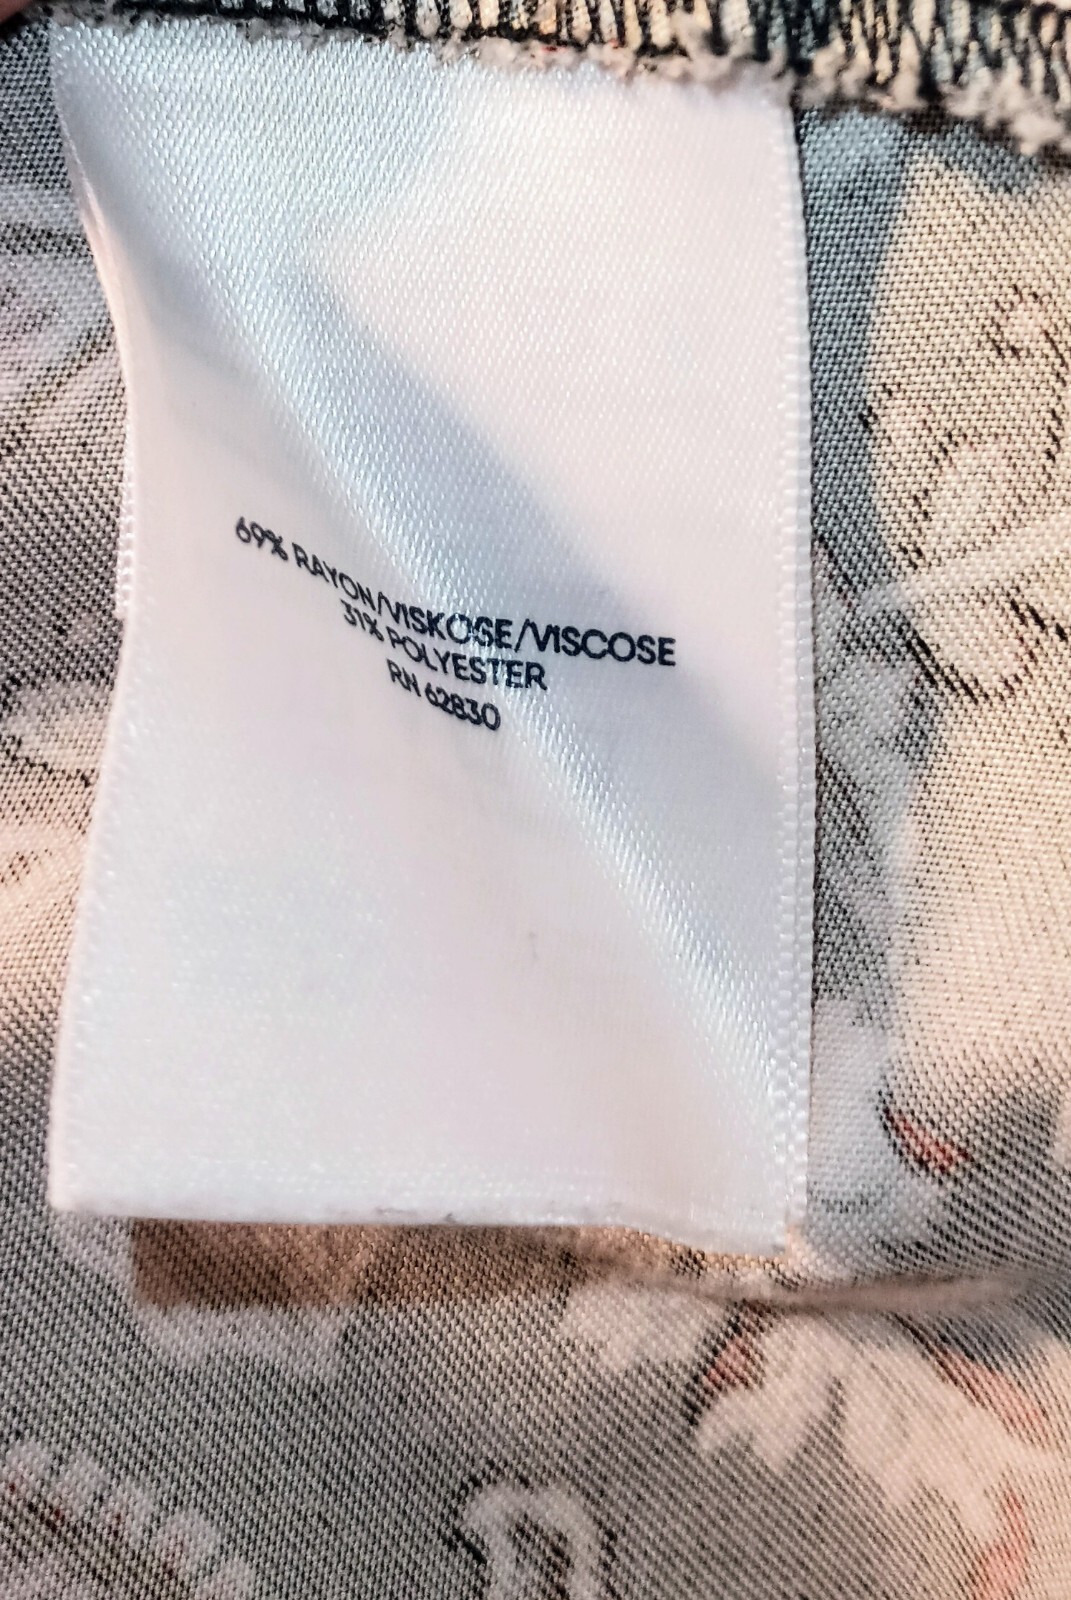 69% RAYON/VISKOSE/VISCOSE
31% POLYESTER
RN 62830